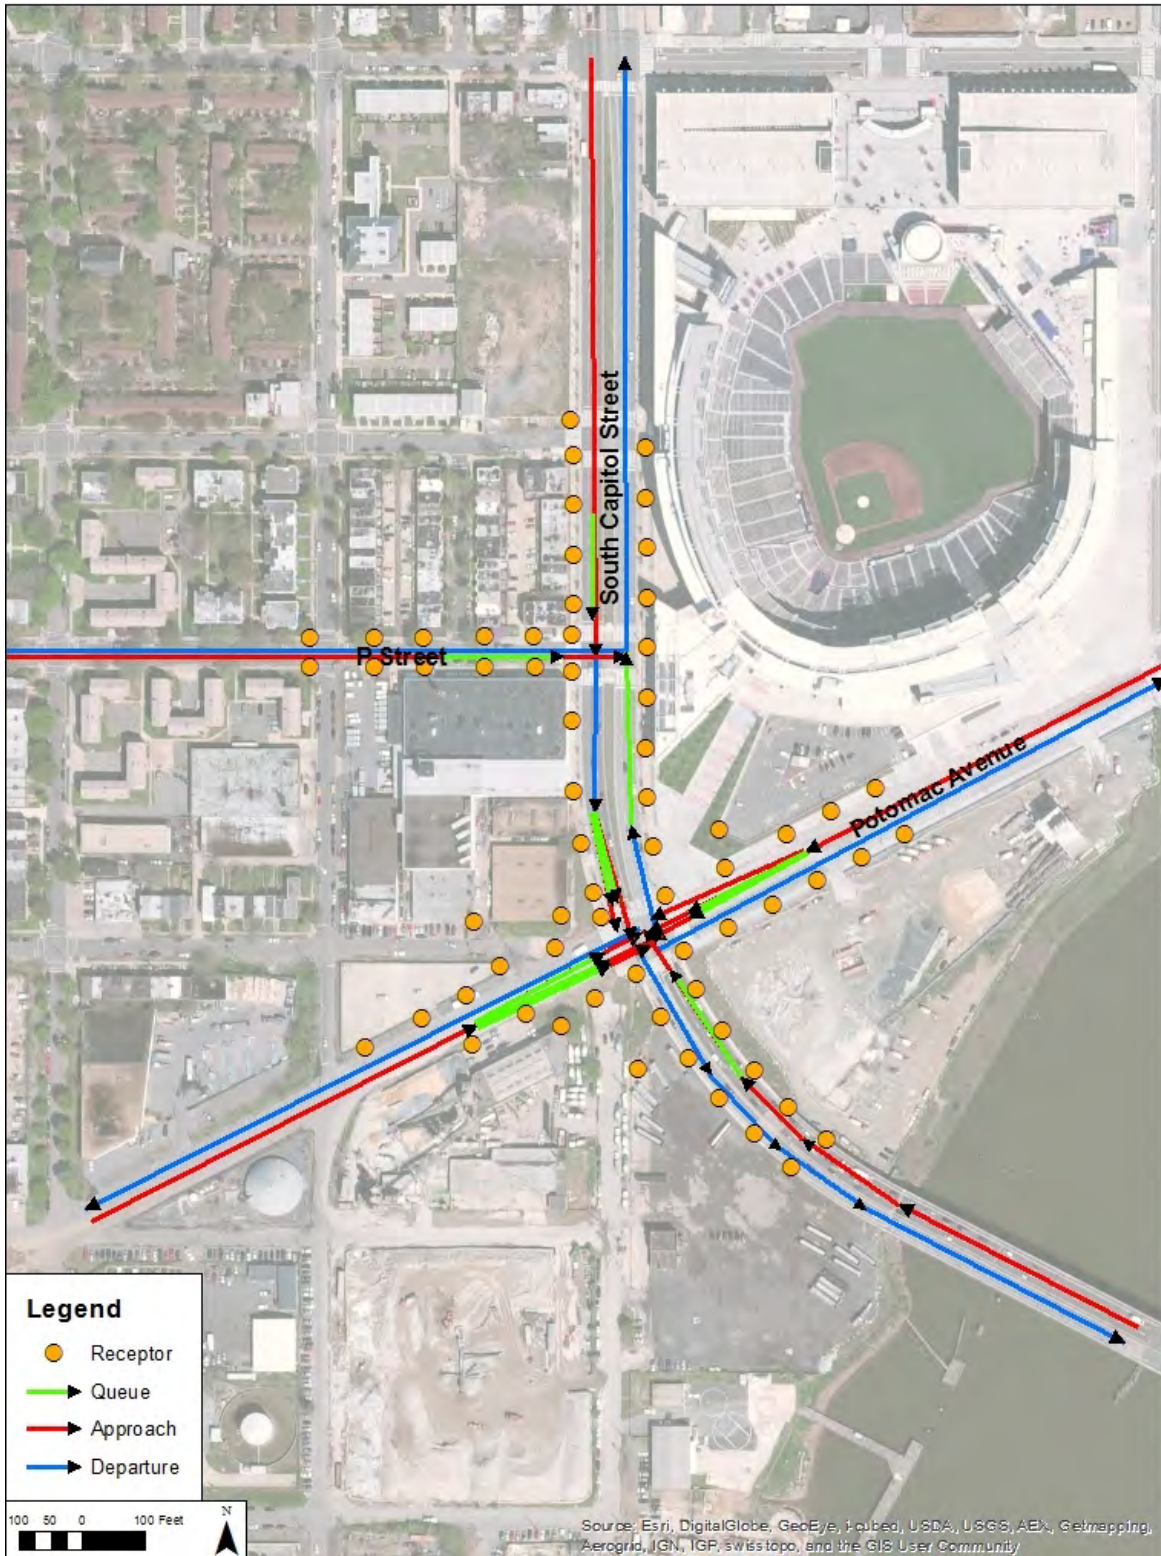 South Capitol Street
P Street
Potomac Avenue
Legend
Receptor
Queue
Approach
Departure
100 50 0 100 Feet
N
Source: Esri, DigitalGlobe, GeoEye, i-cubed, USDA, USGS, AEX, Getmapping,
Aerogrid, IGN, IGP, swisstopo, and the GIS User Community